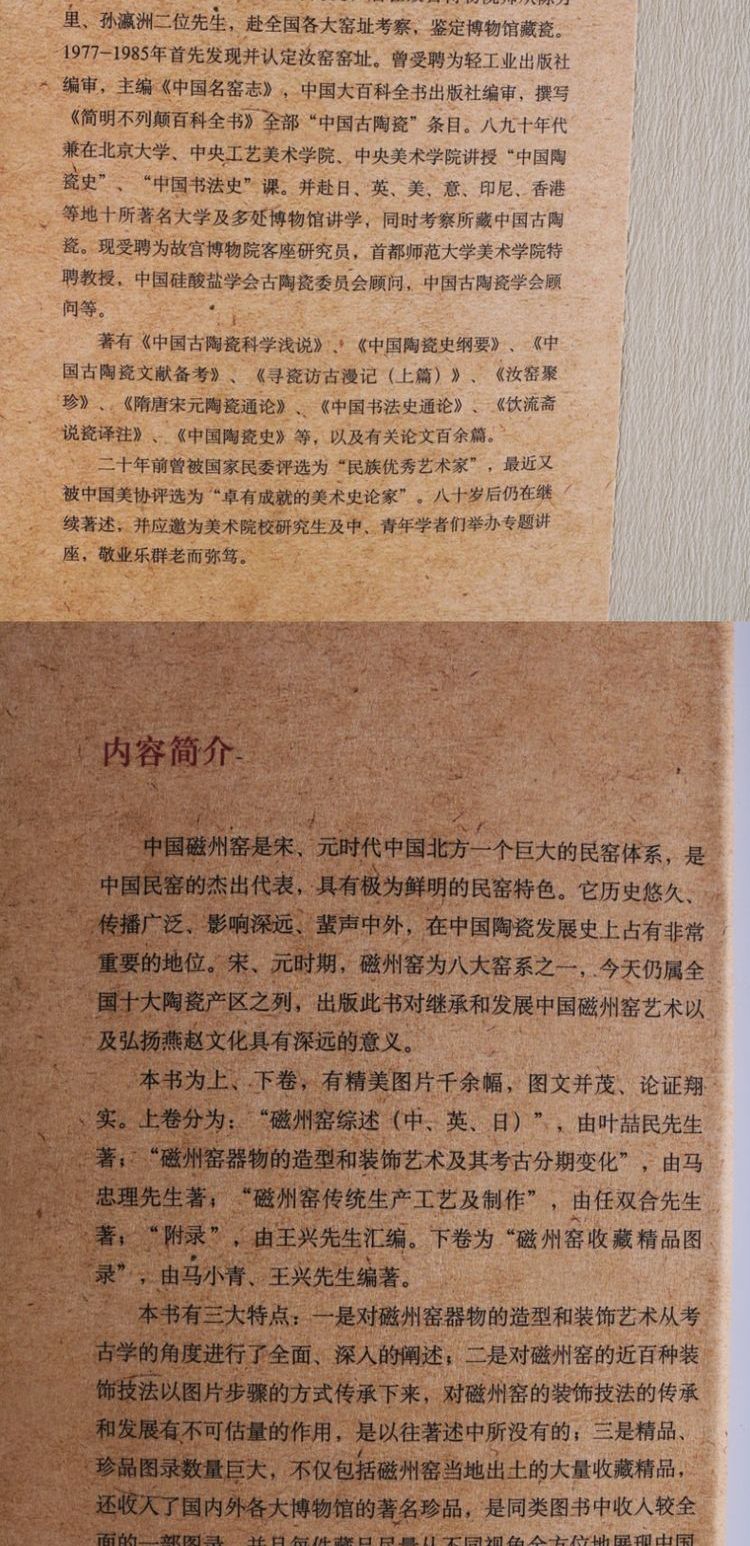 里、孙瀛洲二位先生，赴全国各大窑址考察，鉴定博物馆藏瓷。
1977-1985年首先发现并认定汝窑窑址。曾受聘为轻工业出版社
编审，主编《中国名窑志》，中国大百科全书出版社编审，撰写
《简明不列颠百科全书》全部“中国古陶瓷”条目。八九十年代
兼在北京大学、中央工艺美术学院、中央美术学院讲授“中国陶
瓷史”、“中国书法史”课。并赴日、英、美、意、印尼、香港
等地十所著名大学及多处博物馆讲学，同时考察所藏中国古陶
瓷。现受聘为故宫博物院客座研究员，首都师范大学美术学院特
聘教授，中国硅酸盐学会古陶瓷委员会顾问，中国古陶瓷学会顾
问等。
著有《中国古陶瓷科学浅说》、《中国陶瓷史纲要》、《中
国古陶瓷文献备考》、《寻瓷访古漫记（上篇）》、《汝窑聚
珍》、《隋唐宋元陶瓷通论》、《中国书法史通论》、《饮流斋
说瓷译注》、《中国陶瓷史》等，以及有关论文百余篇。
二十年前曾被国家民委评选为“民族优秀艺术家”，最近又
被中国美协评选为“卓有成就的美术史论家”。八十岁后仍在继
续著述，并应邀为美术院校研究生及中、青年学者们举办专题讲
座，敬业乐群老而弥笃。
内容简介
中国磁州窑是宋、元时代中国北方一个巨大的民窑体系，是
中国民窑的杰出代表，具有极为鲜明的民窑特色。它历史悠久、
传播广泛、影响深远、蜚声中外，在中国陶瓷发展史上占有非常
重要的地位。宋、元时期，磁州窑为八大窑系之一，今天仍属全
国十大陶瓷产区之列，出版此书对继承和发展中国磁州窑艺术以
及弘扬燕赵文化具有深远的意义。
本书为上、下卷，有精美图片千余幅，图文并茂、论证翔
实。上卷分为：“磁州窑综述（中、英、日）”，由叶喆民先生
著；“磁州窑器物的造型和装饰艺术及其考古分期变化”，由马
忠理先生著；“磁州窑传统生产工艺及制作”，由任双合先生
著；“附录”，由王兴先生汇编。下卷为“磁州窑收藏精品图
录”，由马小青、王兴先生编著。
本书有三大特点：一是对磁州窑器物的造型和装饰艺术从考
古学的角度进行了全面、深入的阐述；二是对磁州窑的近百种装
饰技法以图片步骤的方式传承下来，对磁州窑的装饰技法的传承
和发展有不可估量的作用，是以往著述中所没有的；三是精品、
珍品图录数量巨大，不仅包括磁州窑当地出土的大量收藏精品，
还收入了国内外各大博物馆的著名珍品，是同类图书中收入较全
面的一部图录，并且每件藏品尽量从不同视角全方位地展现中国